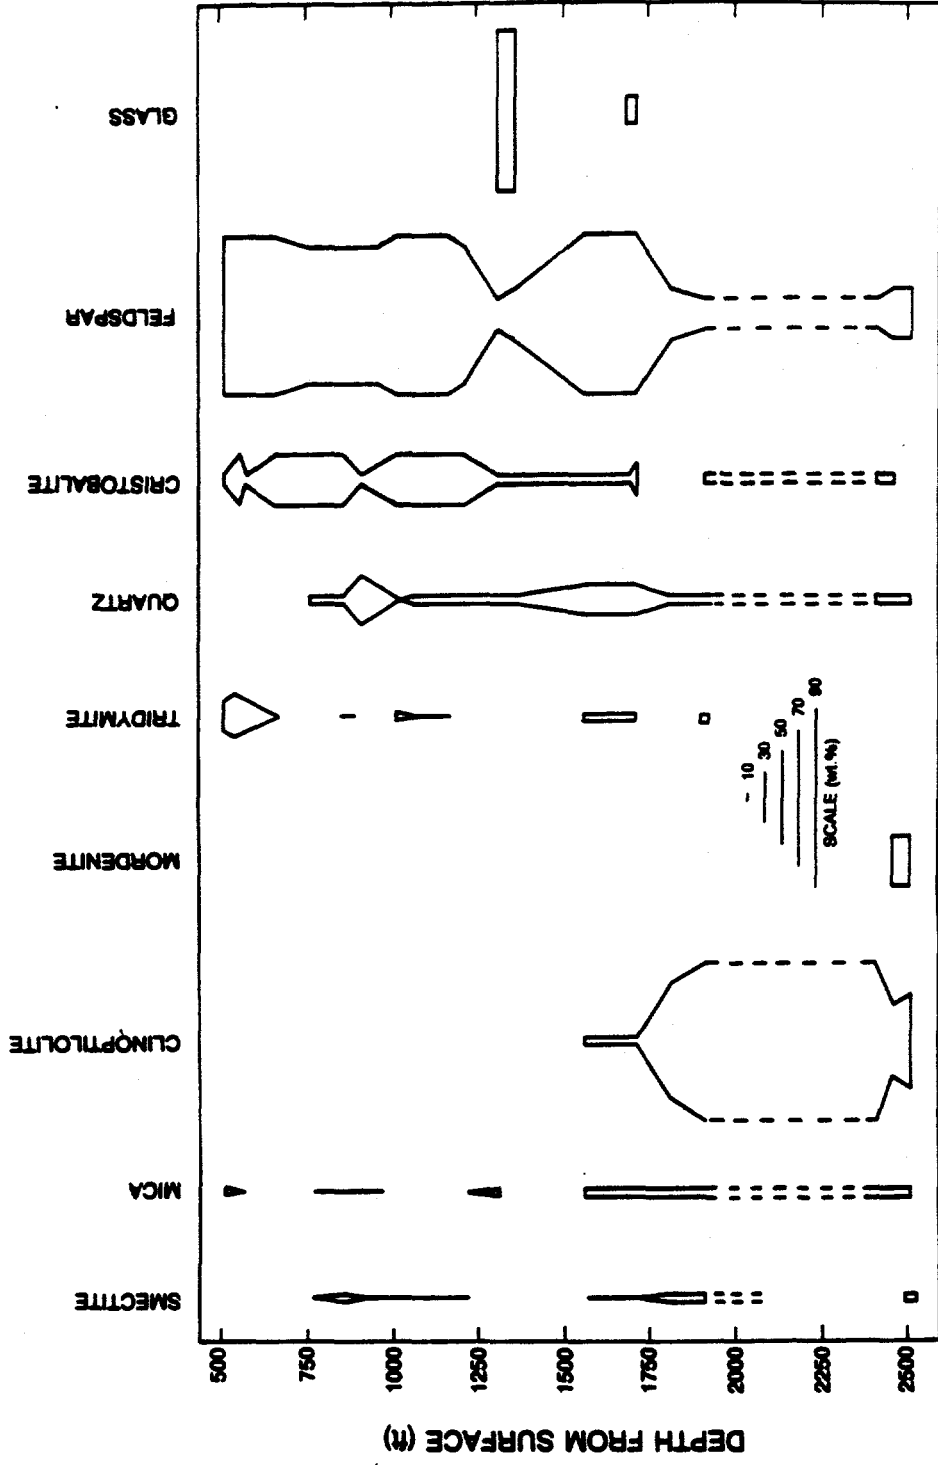 SMECTITE
MICA
CLINOPTILOLITE
MORDENITE
TRIDYMITE
QUARTZ
CRISTOBALITE
FELDSPAR
GLASS
500
750
1000
1250
1500
1750
2000
2250
2500
DEPTH FROM SURFACE (ft)
10
30
50
70
90
SCALE (wt.%)